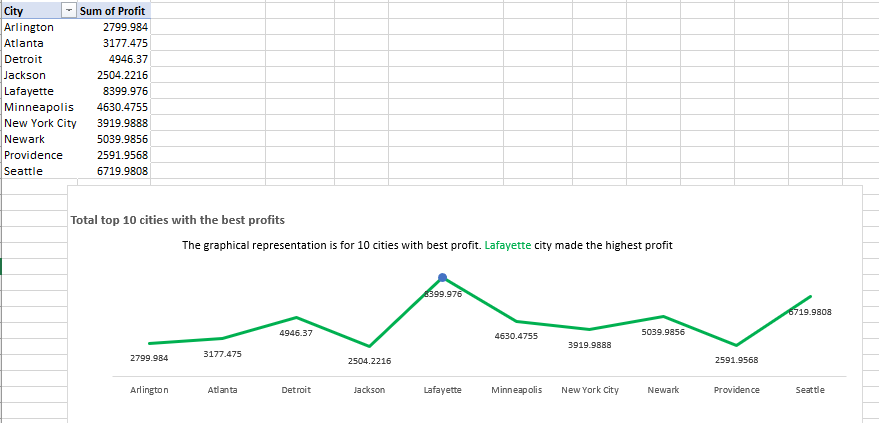 City Sum of Profit
Arlington 2799.984
Atlanta 3177.475
Detroit 4946.37
Jackson 2504.2216
Lafayette 8399.976
Minneapolis 4630.4755
New York City 3919.9888
Newark 5039.9856
Providence 2591.9568
Seattle 6719.9808
Total top 10 cities with the best profits
The graphical representation is for 10 cities with best profit. Lafayette city made the highest profit
2799.984
3177.475
4946.37
2504.2216
8399.976
4630.4755
3919.9888
5039.9856
2591.9568
6719.9808
Arlington Atlanta Detroit Jackson Lafayette Minneapolis New York City Newark Providence Seattle